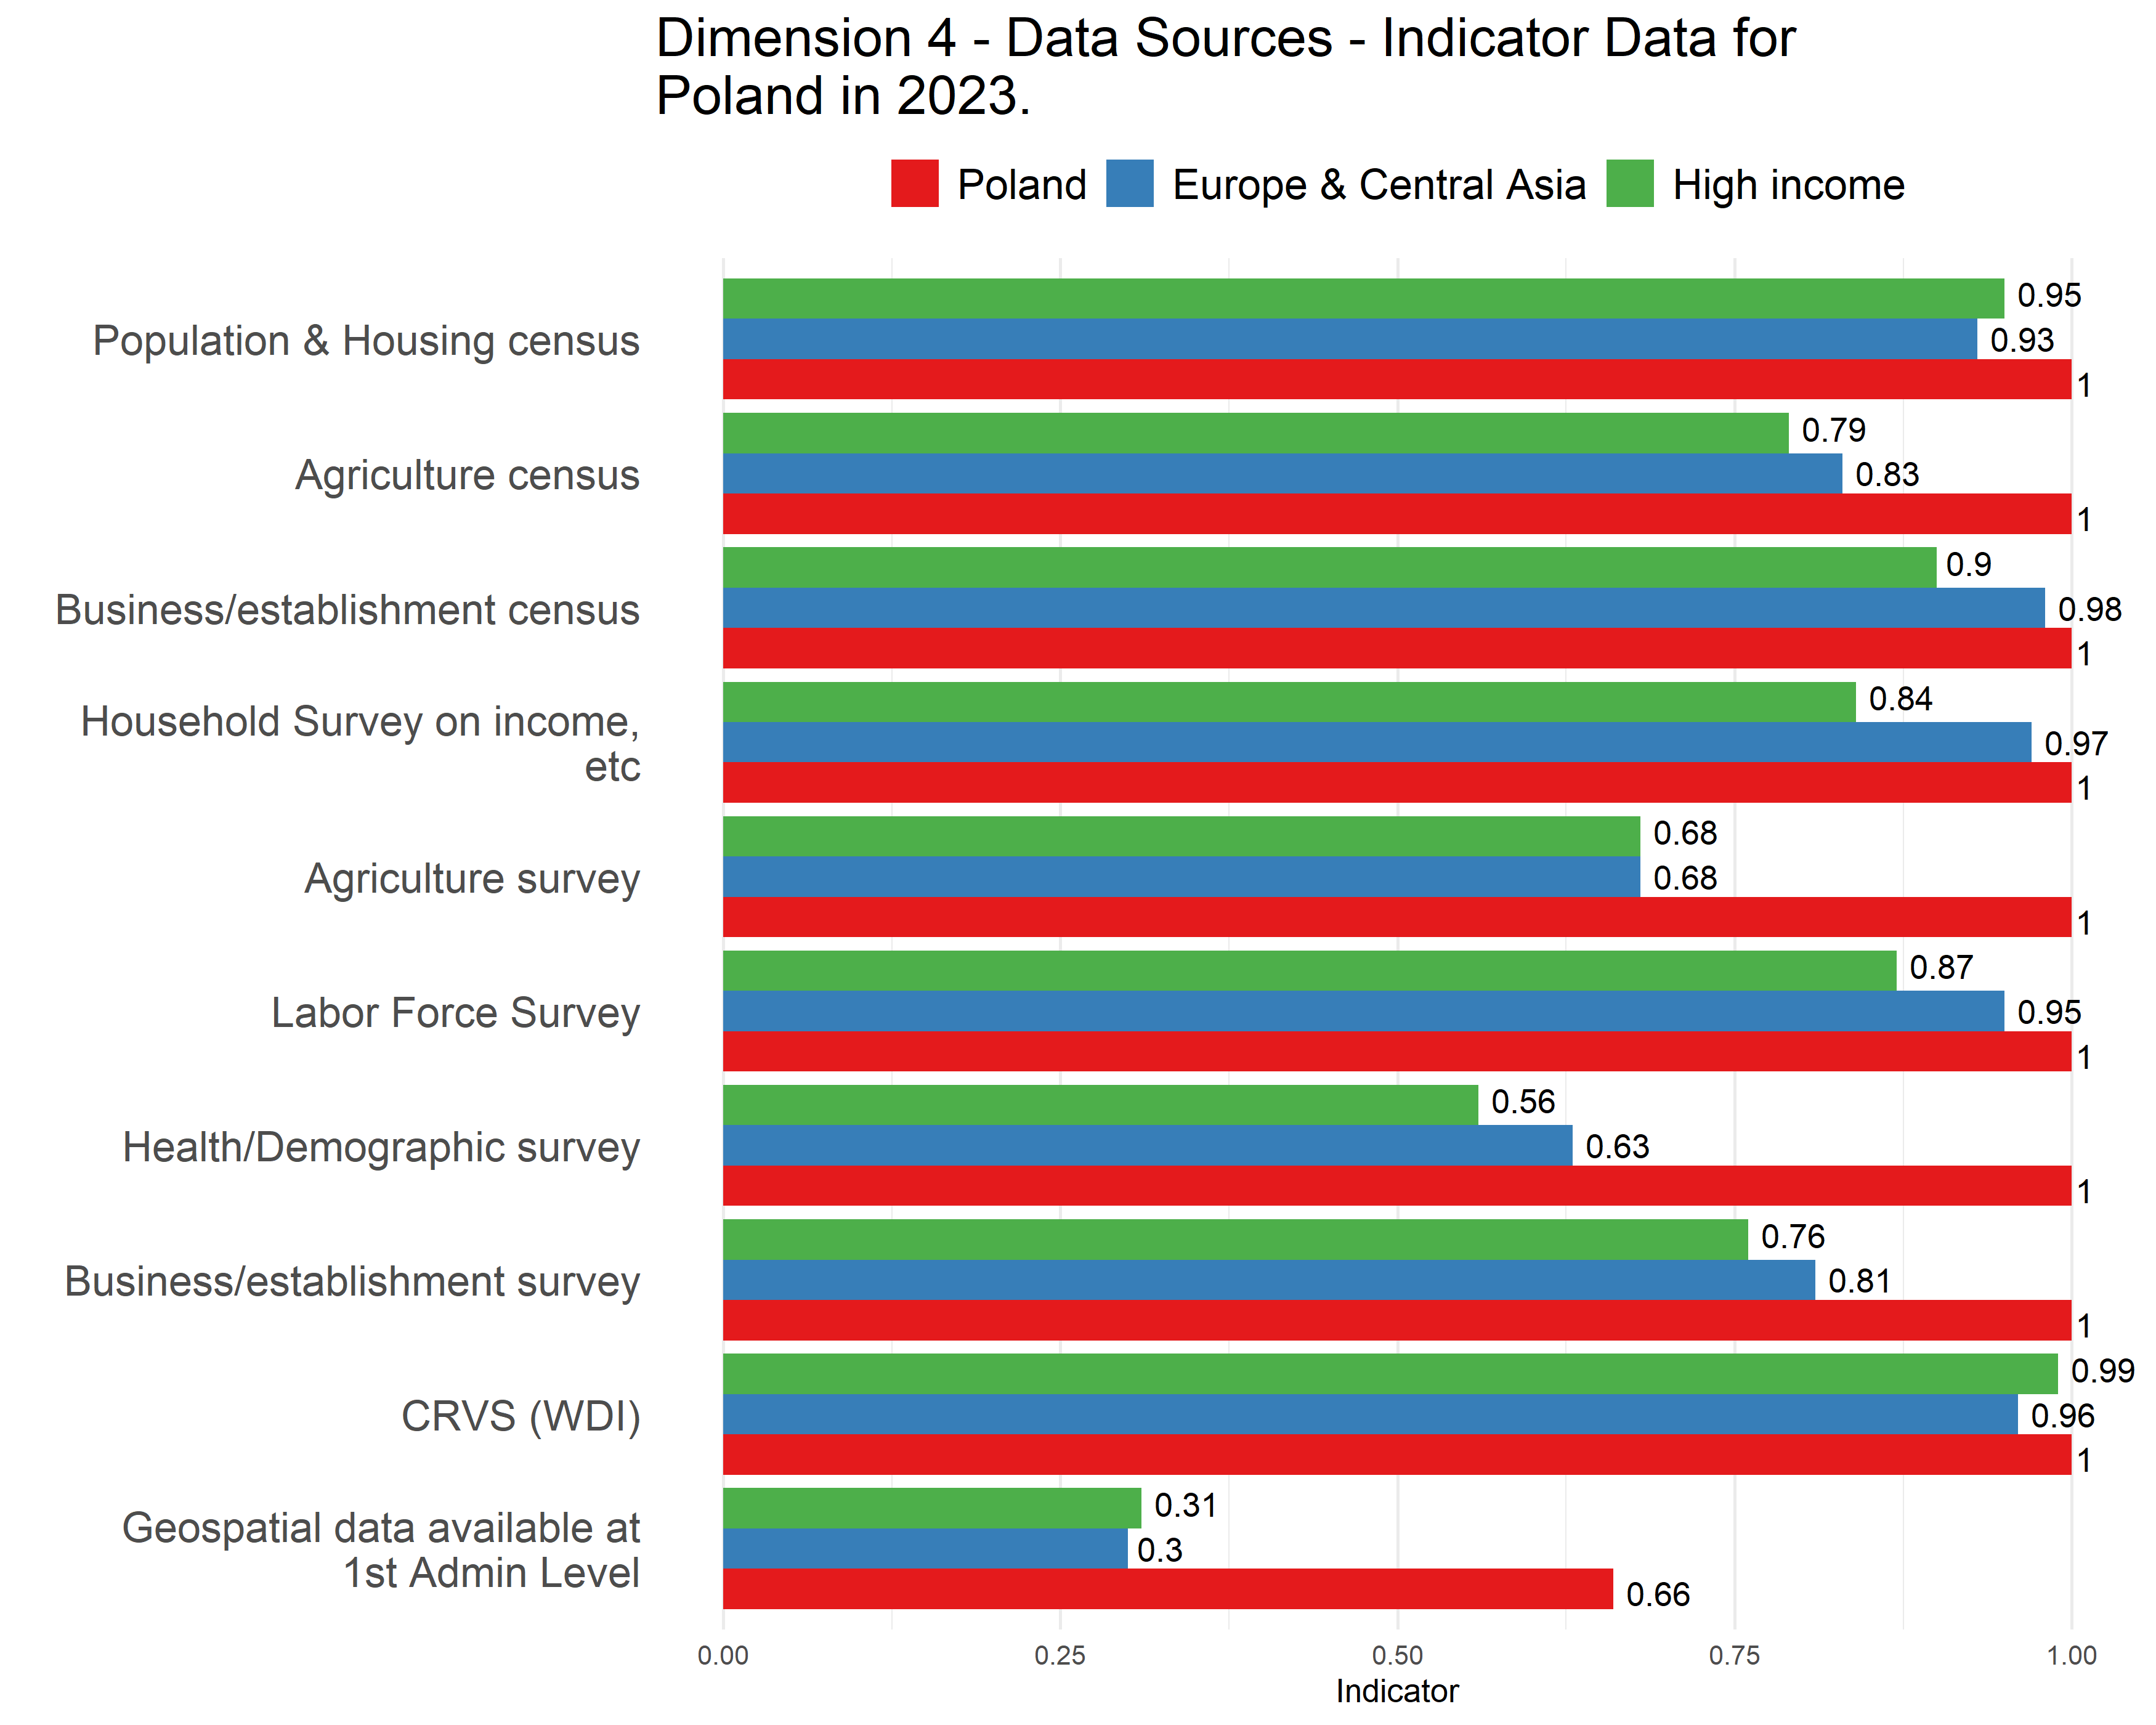 Dimension 4 - Data Sources - Indicator Data for
Poland in 2023.
Poland Europe & Central Asia High income
Population & Housing census
0.95
0.93
1
Agriculture census
0.79
0.83
1
Business/establishment census
0.9
0.98
1
Household Survey on income,
etc
0.84
0.97
1
Agriculture survey
0.68
0.68
1
Labor Force Survey
0.87
0.95
1
Health/Demographic survey
0.56
0.63
1
Business/establishment survey
0.76
0.81
1
CRVS (WDI)
0.99
0.96
1
Geospatial data available at
1st Admin Level
0.31
0.3
0.66
0.00 0.25 0.50 0.75 1.00
Indicator